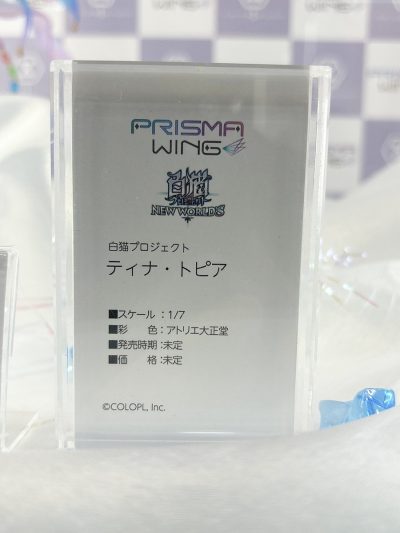 PRISMA
WING
白猫
PROJECT
NEW WORLD'S
白猫プロジェクト
ティナ・トピア
■スケール：1/7
■彩　色：アトリエ大正堂
■発売時期：未定
■価　格：未定
©COLOPL, Inc.